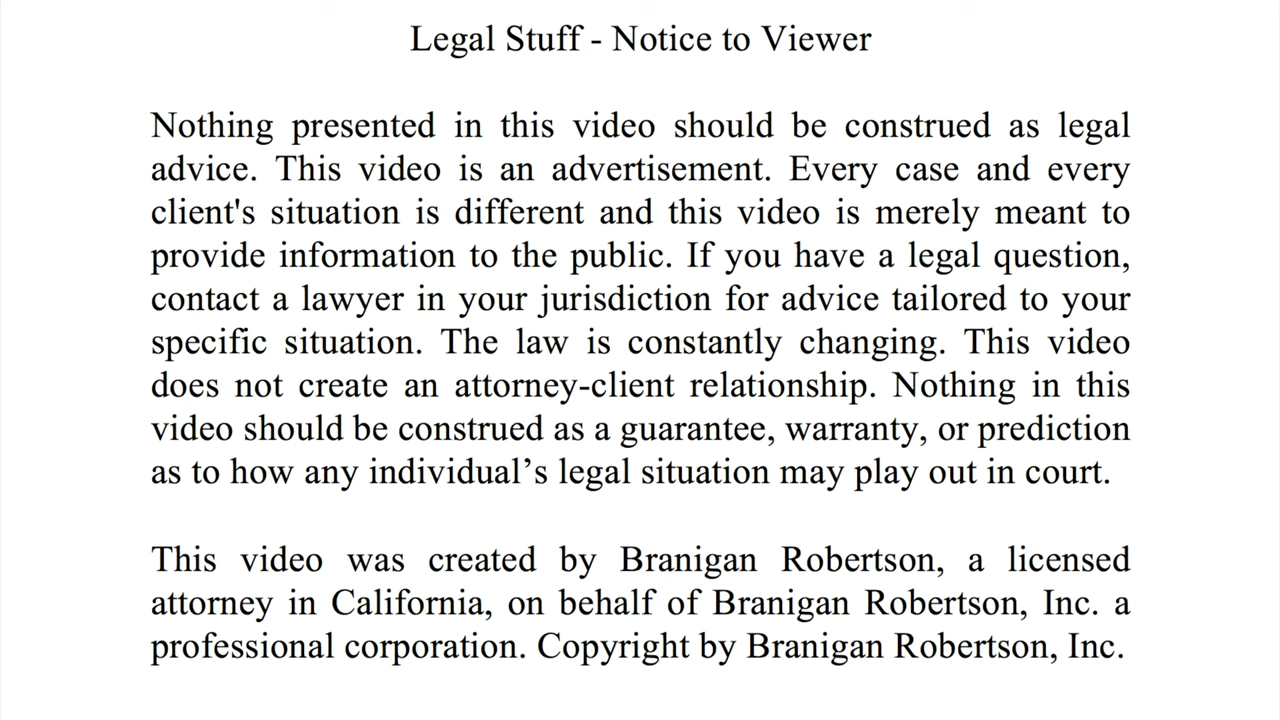 Legal Stuff - Notice to Viewer
Nothing presented in this video should be construed as legal
advice. This video is an advertisement. Every case and every
client's situation is different and this video is merely meant to
provide information to the public. If you have a legal question,
contact a lawyer in your jurisdiction for advice tailored to your
specific situation. The law is constantly changing. This video
does not create an attorney-client relationship. Nothing in this
video should be construed as a guarantee, warranty, or prediction
as to how any individual’s legal situation may play out in court.
This video was created by Branigan Robertson, a licensed
attorney in California, on behalf of Branigan Robertson, Inc. a
professional corporation. Copyright by Branigan Robertson, Inc.